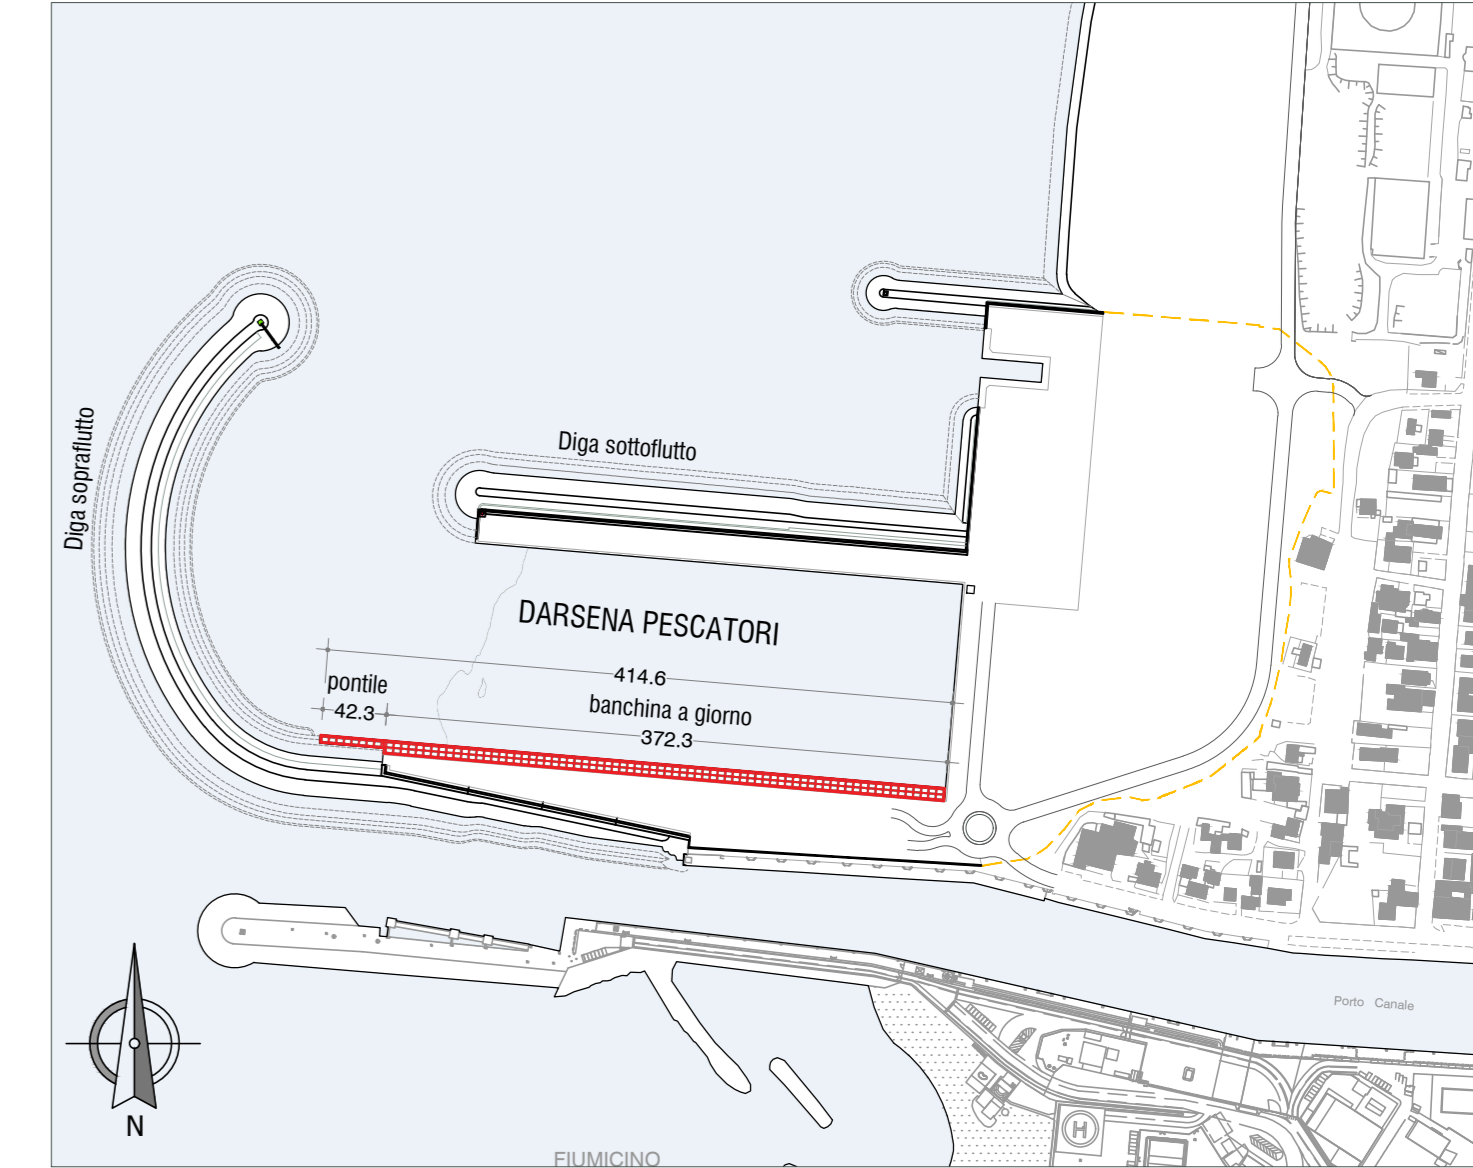 Diga sopraflutto
Diga sottoflutto
DARSENA PESCATORI
414.6
pontile
42.3
banchina a giorno
372.3
Porto Canale
H
N
FIUMICINO